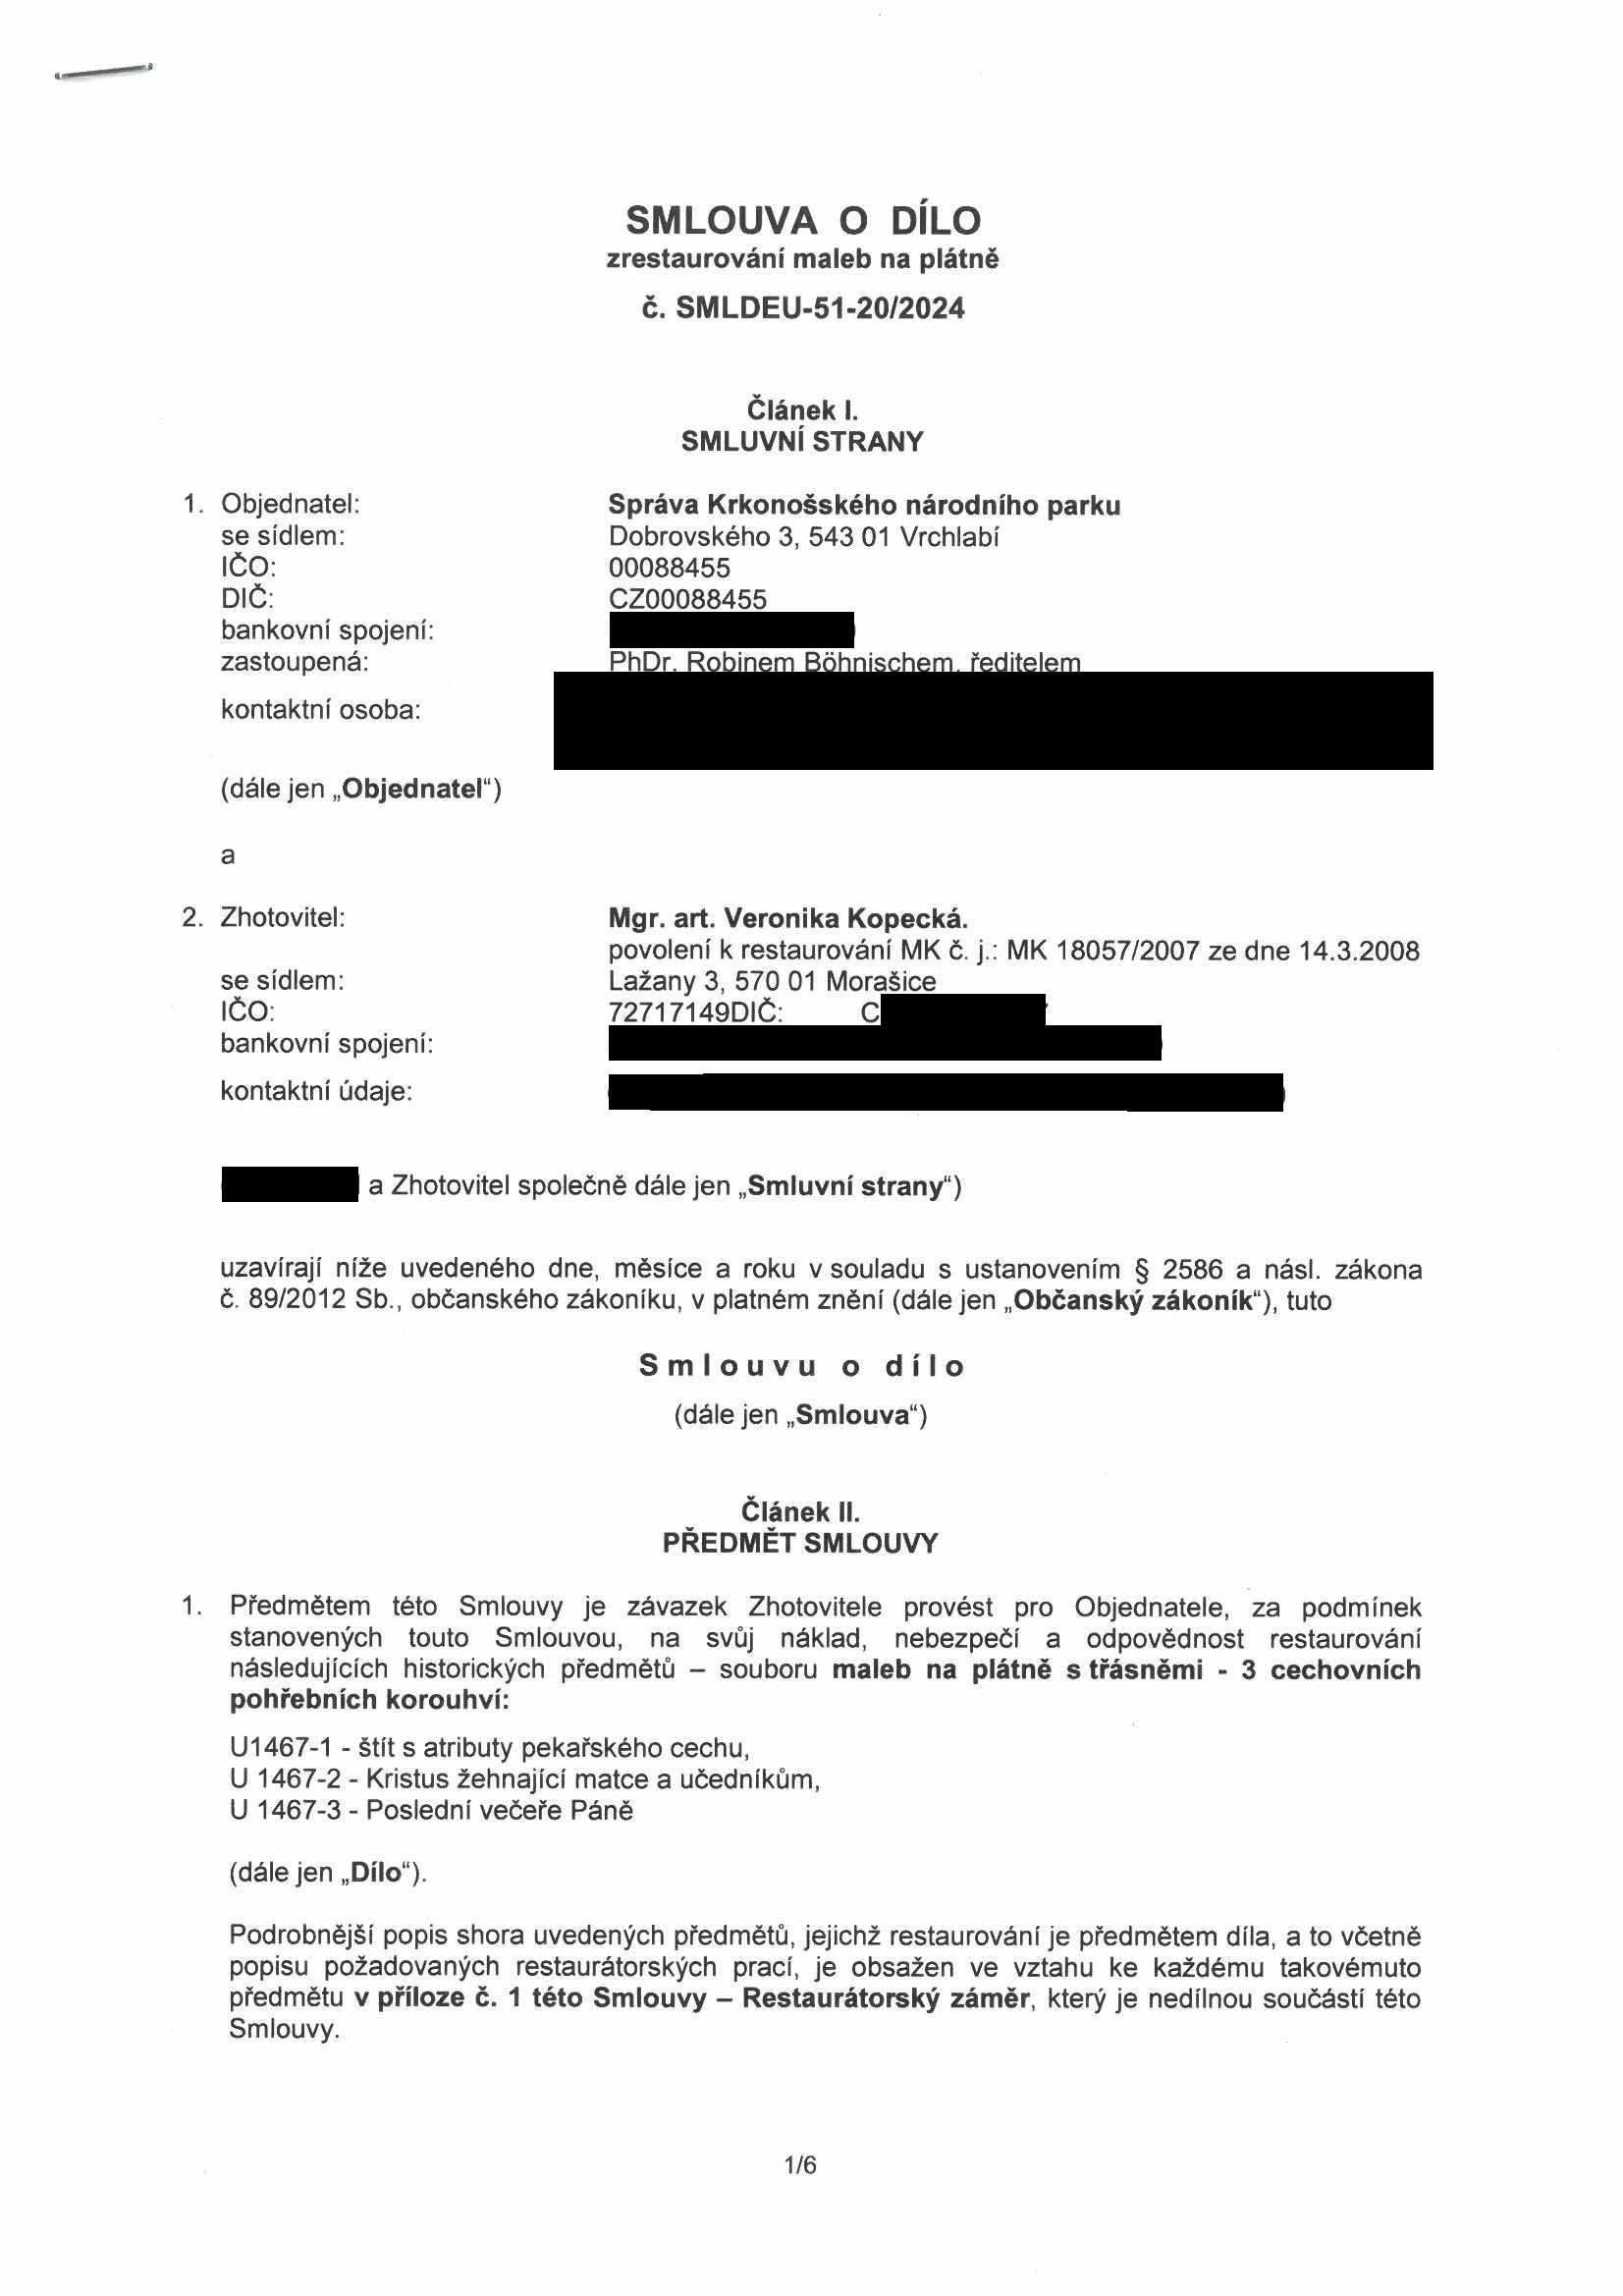 SMLOUVA O DÍLO
zrestaurování maleb na plátně
č. SMLDEU-51-20/2024
Článek I.
SMLUVNÍ STRANY
1. Objednatel: Správa Krkonošského národního parku
se sídlem: Dobrovského 3, 543 01 Vrchlabí
IČO: 00088455
DIČ: CZ00088455
bankovní spojení:
zastoupená: PhDr. Robinem Böhnischem, ředitelem
kontaktní osoba:
(dále jen „Objednatel“)
a
2. Zhotovitel: Mgr. art. Veronika Kopecká.
povolení k restaurování MK č. j.: MK 18057/2007 ze dne 14.3.2008
se sídlem: Lažany 3, 570 01 Morašice
IČO: 72717149DIČ: C
bankovní spojení:
kontaktní údaje:
a Zhotovitel společně dále jen „Smluvní strany“)
uzavírají níže uvedeného dne, měsíce a roku v souladu s ustanovením § 2586 a násl. zákona
č. 89/2012 Sb., občanského zákoníku, v platném znění (dále jen „Občanský zákoník“), tuto
Smlouvu o dílo
(dále jen „Smlouva“)
Článek II.
PŘEDMĚT SMLOUVY
1. Předmětem této Smlouvy je závazek Zhotovitele provést pro Objednatele, za podmínek
stanovených touto Smlouvou, na svůj náklad, nebezpečí a odpovědnost restaurování
následujících historických předmětů – souboru maleb na plátně s třásněmi - 3 cechovních
pohřebních korouhví:
U1467-1 - štít s atributy pekařského cechu,
U 1467-2 - Kristus žehnající matce a učedníkům,
U 1467-3 - Poslední večeře Páně
(dále jen „Dílo“).
Podrobnější popis shora uvedených předmětů, jejichž restaurování je předmětem díla, a to včetně
popisu požadovaných restaurátorských prací, je obsažen ve vztahu ke každému takovémuto
předmětu v příloze č. 1 této Smlouvy – Restaurátorský záměr, který je nedílnou součástí této
Smlouvy.
1/6